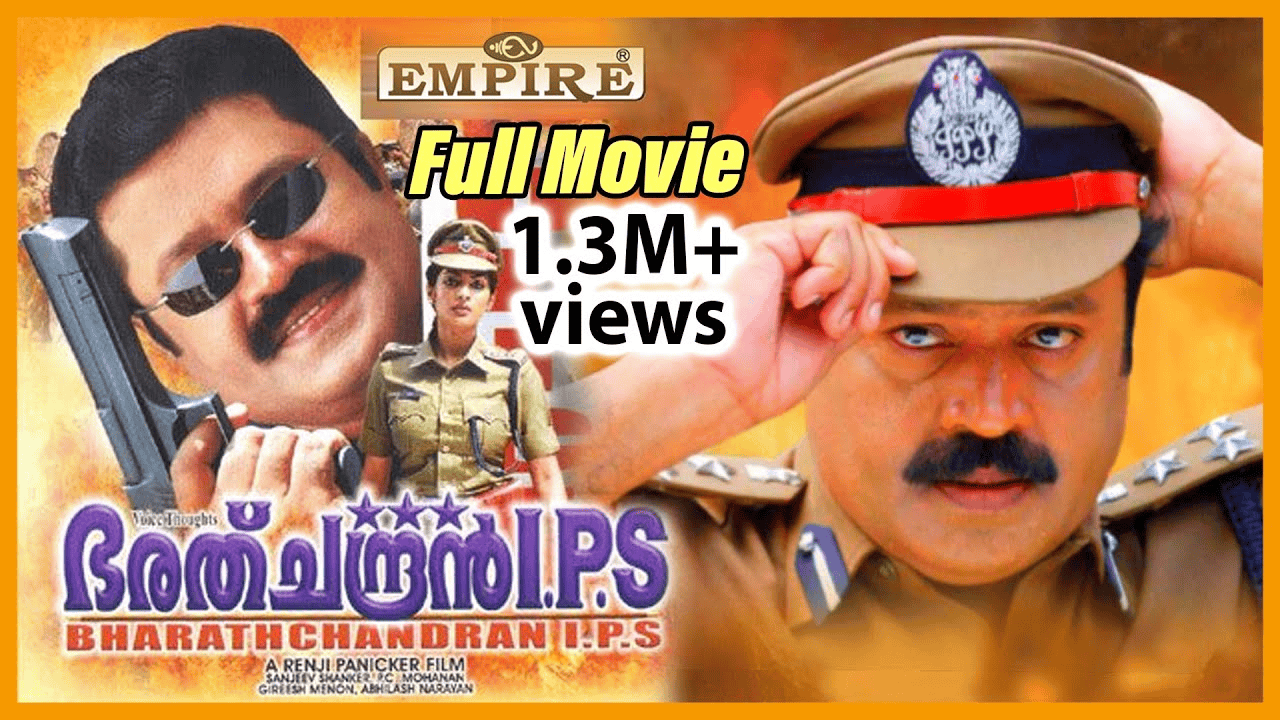 EMPIRE®
Full Movie
1.3M+
views
Voice Thoughts
ഭരത്ചന്ദ്രൻ I.P.S
BHARATHCHANDRAN I.P.S
A RENJI PANICKER FILM
SANJEEV SHANKER, P.C. MOHANAN
GIREESH MENON, ABHILASH NARAYAN